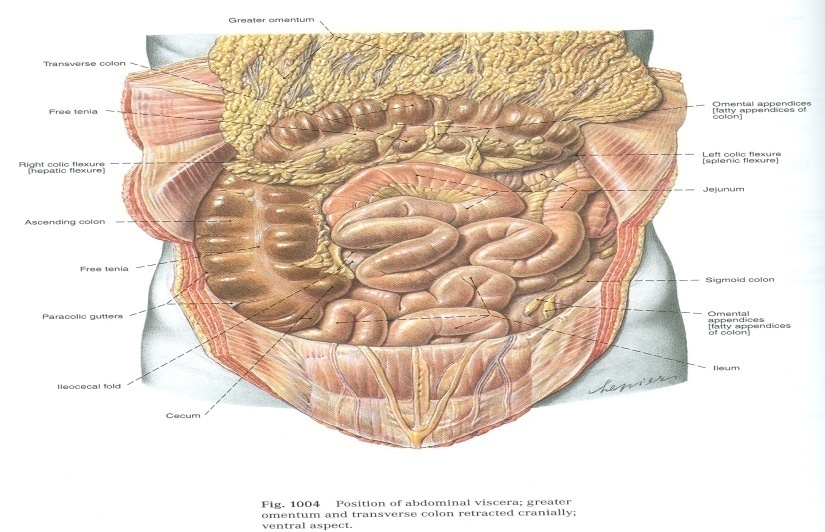 Greater omentum
Transverse colon
Free tenia
Right colic flexure
[hepatic flexure]
Ascending colon
Free tenia
Paracolic gutters
Ileocecal fold
Cecum
Omental appendices
[fatty appendices of
colon]
Left colic flexure
[splenic flexure]
Jejunum
Sigmoid colon
Omental
appendices
[fatty appendices
of colon]
Ileum
Fig. 1004 Position of abdominal viscera; greater
omentum and transverse colon retracted cranially;
ventral aspect.